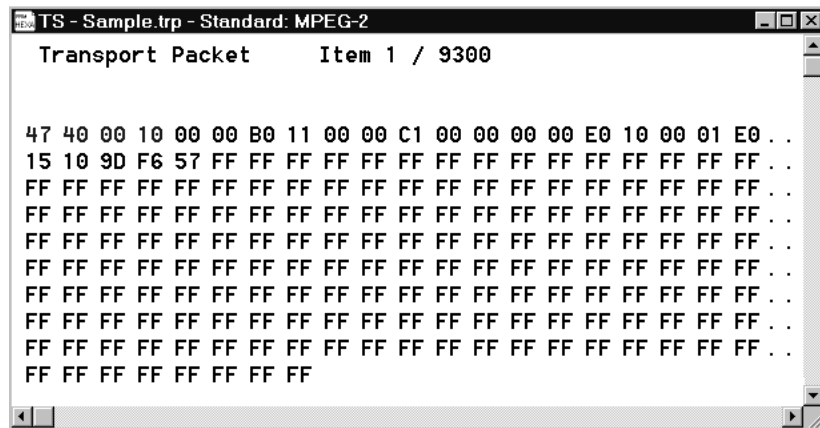 TS - Sample.trp - Standard: MPEG-2
Transport Packet Item 1 / 9300
47 40 00 10 00 00 B0 11 00 00 C1 00 00 00 00 E0 10 00 01 E0 . .
15 10 9D F6 57 FF FF FF FF FF FF FF FF FF FF FF FF FF FF FF . .
FF FF FF FF FF FF FF FF FF FF FF FF FF FF FF FF FF FF FF FF . .
FF FF FF FF FF FF FF FF FF FF FF FF FF FF FF FF FF FF FF FF . .
FF FF FF FF FF FF FF FF FF FF FF FF FF FF FF FF FF FF FF FF . .
FF FF FF FF FF FF FF FF FF FF FF FF FF FF FF FF FF FF FF FF . .
FF FF FF FF FF FF FF FF FF FF FF FF FF FF FF FF FF FF FF FF . .
FF FF FF FF FF FF FF FF FF FF FF FF FF FF FF FF FF FF FF FF . .
FF FF FF FF FF FF FF FF FF FF FF FF FF FF FF FF FF FF FF FF . .
FF FF FF FF FF FF FF FF